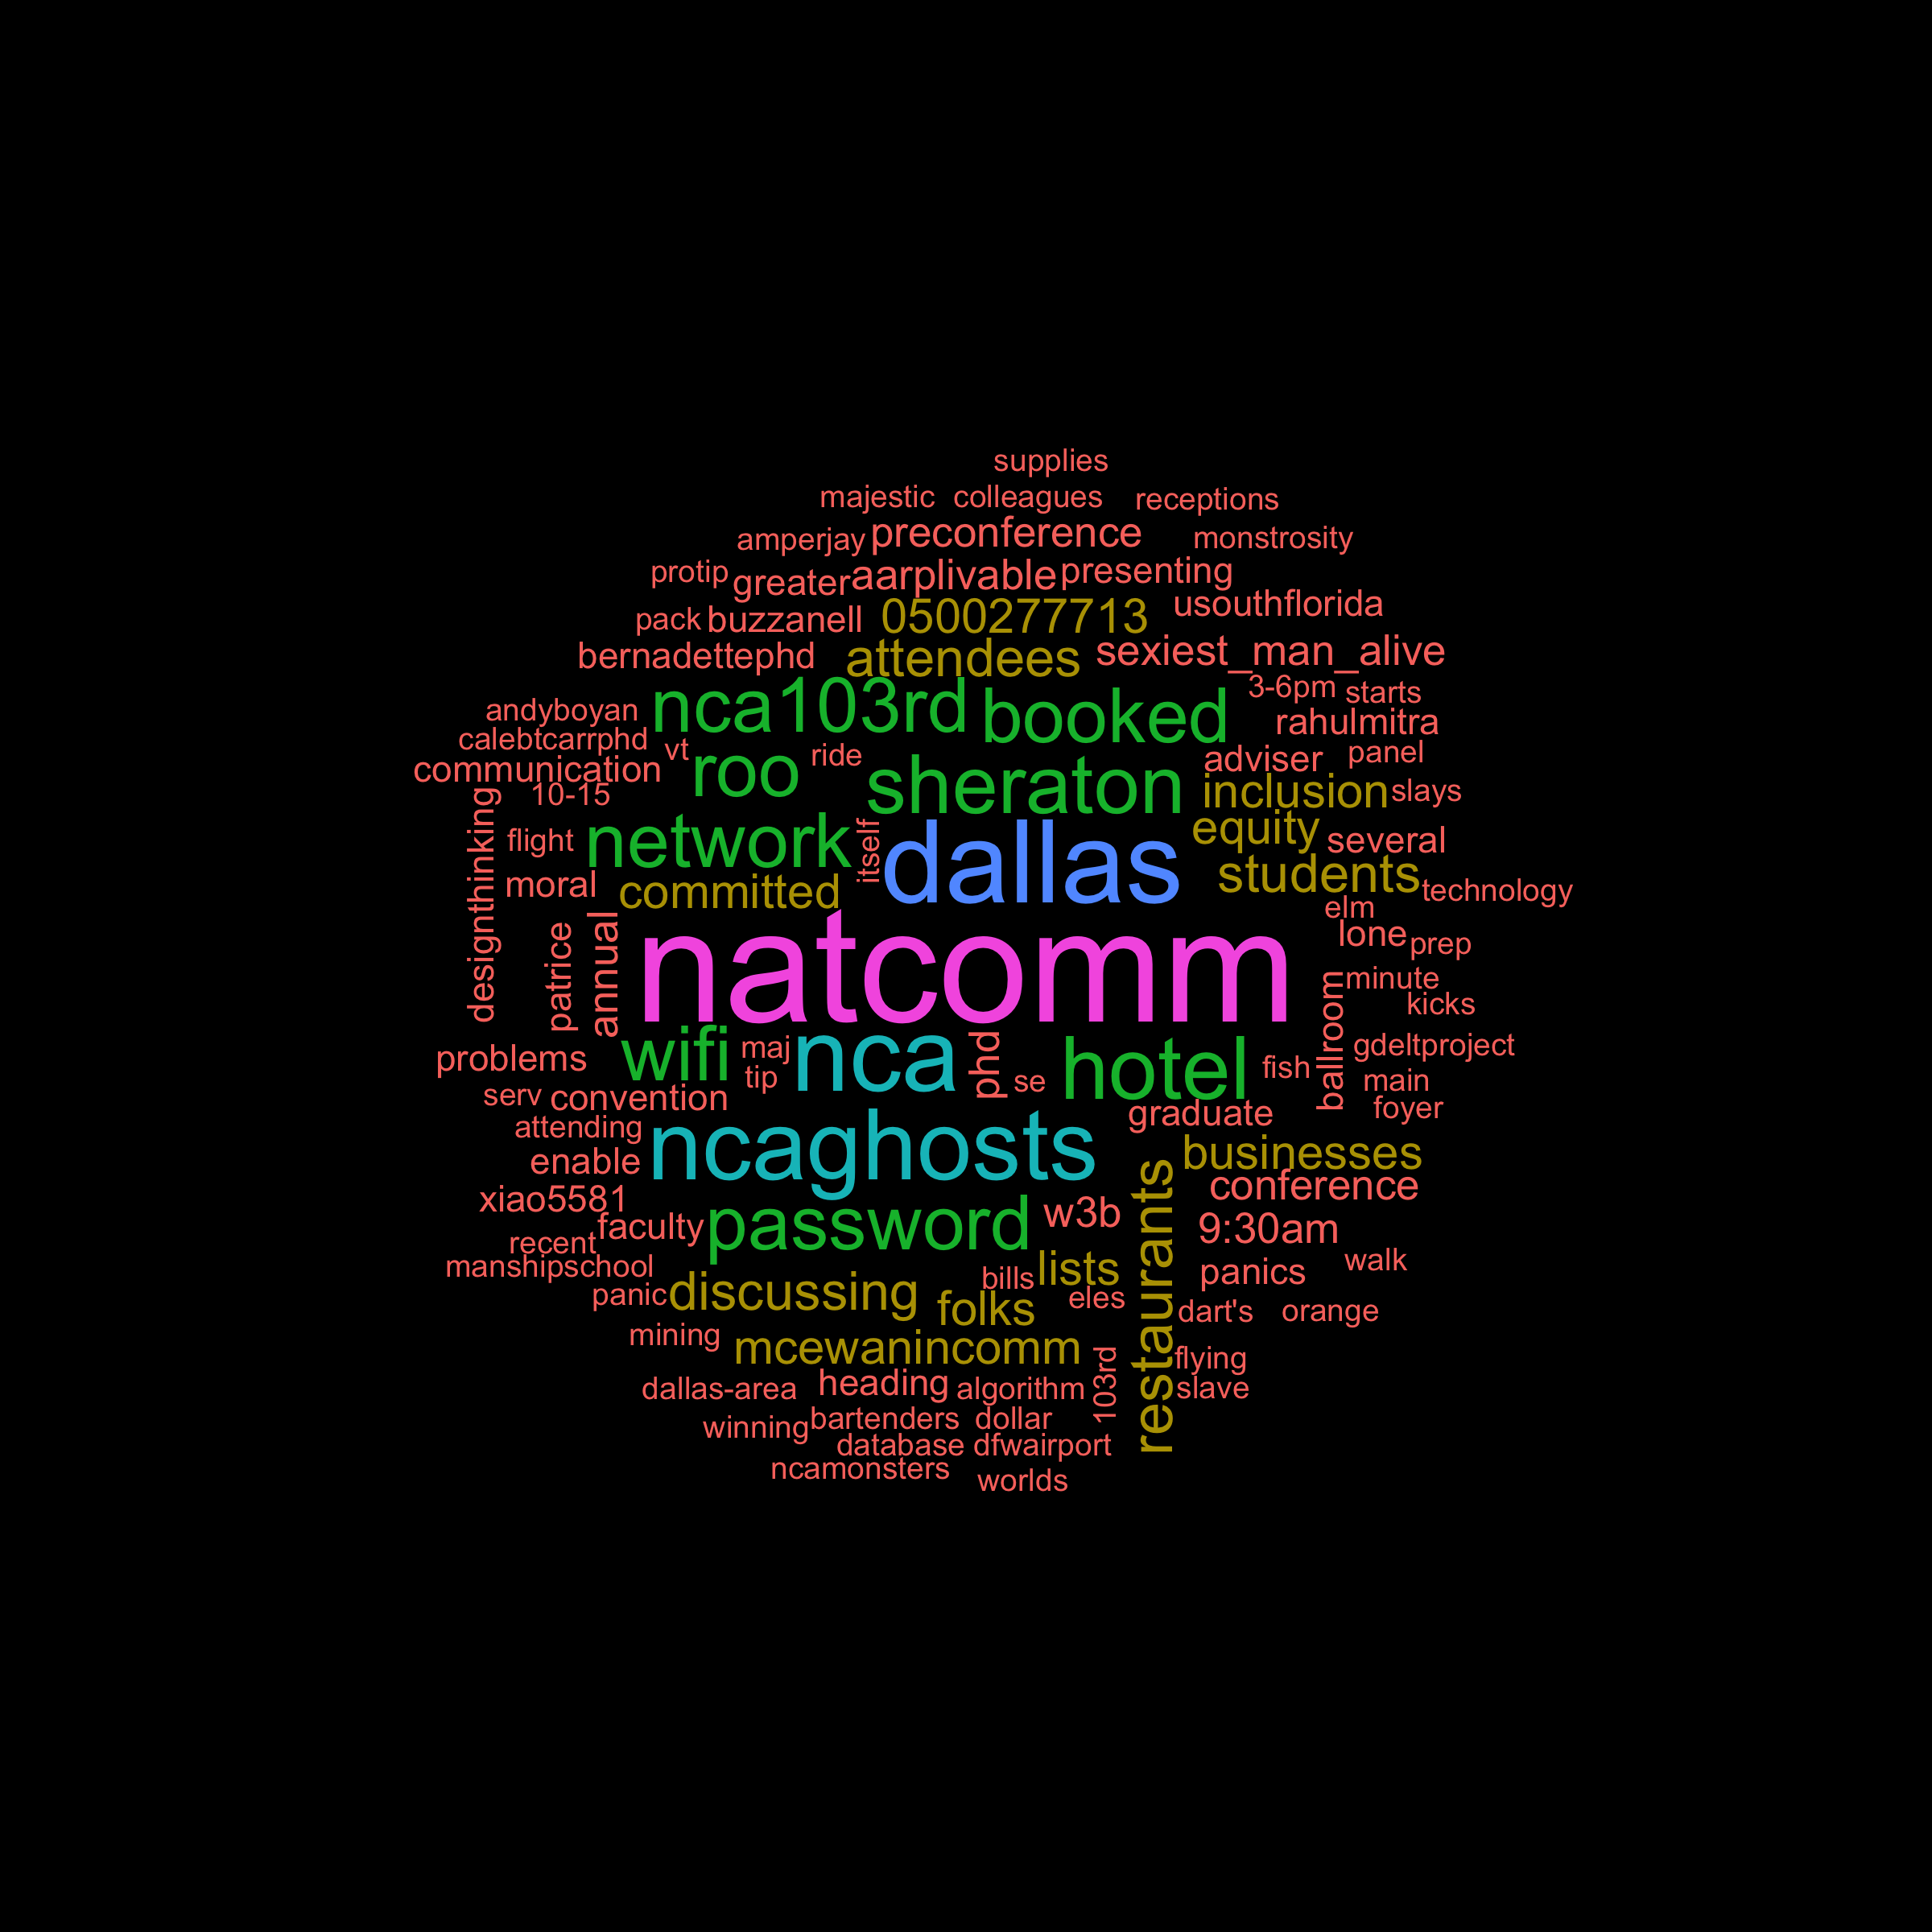 supplies
majestic colleagues receptions
amperjay preconference monstrosity
protip greater aarplivable presenting
pack buzzanell 0500277713 usouthflorida
bernadettephd attendees sexiest_man_alive
andyboyan nca103rd booked 3-6pm starts
calebtcarrphd vt ride rahulmitra
communication roo sheraton adviser panel
10-15 inclusion slays
designthinking flight network itself dallas equity several
moral committed students technology
patrice annual natcomm elm
lone prep
ballroom minute
kicks
problems wifi maj nca phd hotel gdeltproject
tip se fish main
serv convention graduate foyer
attending ncaghosts businesses
enable restaurants conference
xiao5581 password w3b 9:30am
recent faculty
manshipschool lists panics walk
panic discussing bills folks eles dart's orange
mining mcewanincomm 103rd flying
dallas-area heading algorithm slave
winning bartenders dollar
database dfwairport
ncamonsters worlds